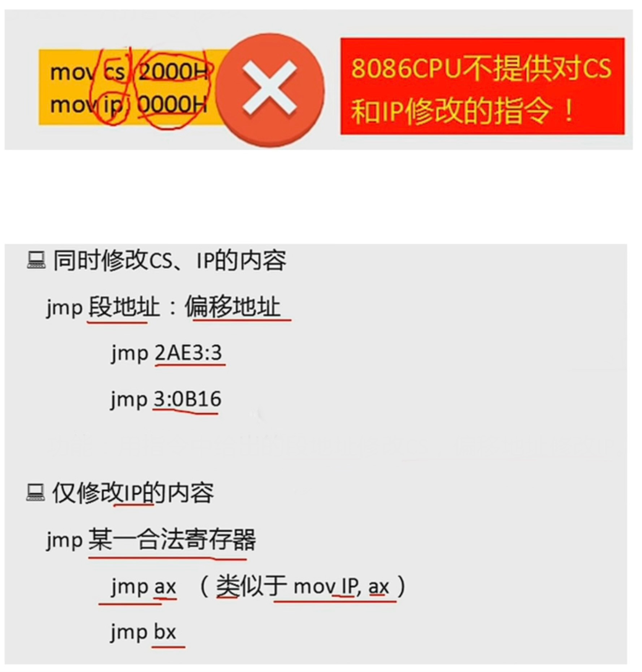 mov cs, 2000H
mov ip, 0000H
8086CPU不提供对CS
和IP修改的指令！
同时修改CS、IP的内容
jmp 段地址：偏移地址
jmp 2AE3:3
jmp 3:0B16
仅修改IP的内容
jmp 某一合法寄存器
jmp ax （类似于 mov IP, ax）
jmp bx